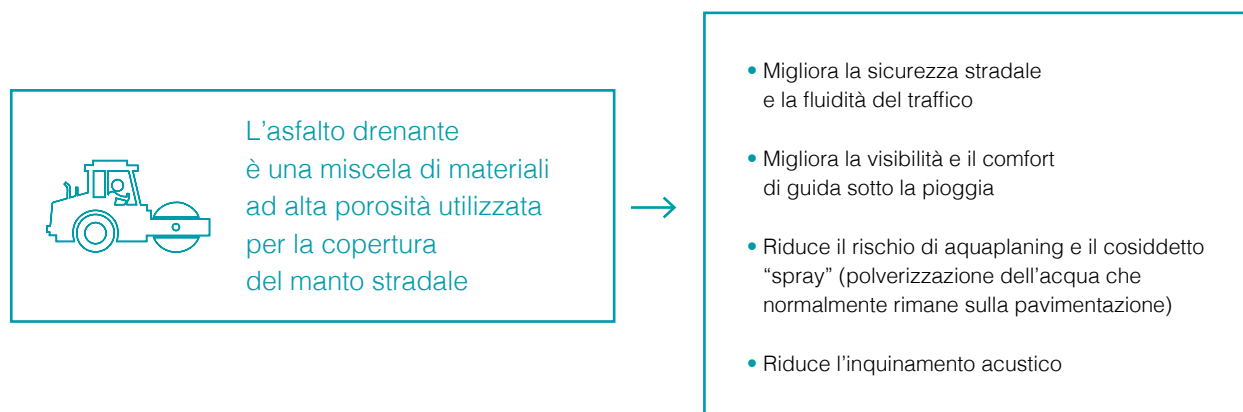 L’asfalto drenante
è una miscela di materiali
ad alta porosità utilizzata
per la copertura
del manto stradale
• Migliora la sicurezza stradale
e la fluidità del traffico
• Migliora la visibilità e il comfort
di guida sotto la pioggia
• Riduce il rischio di aquaplaning e il cosiddetto
“spray” (polverizzazione dell’acqua che
normalmente rimane sulla pavimentazione)
• Riduce l’inquinamento acustico